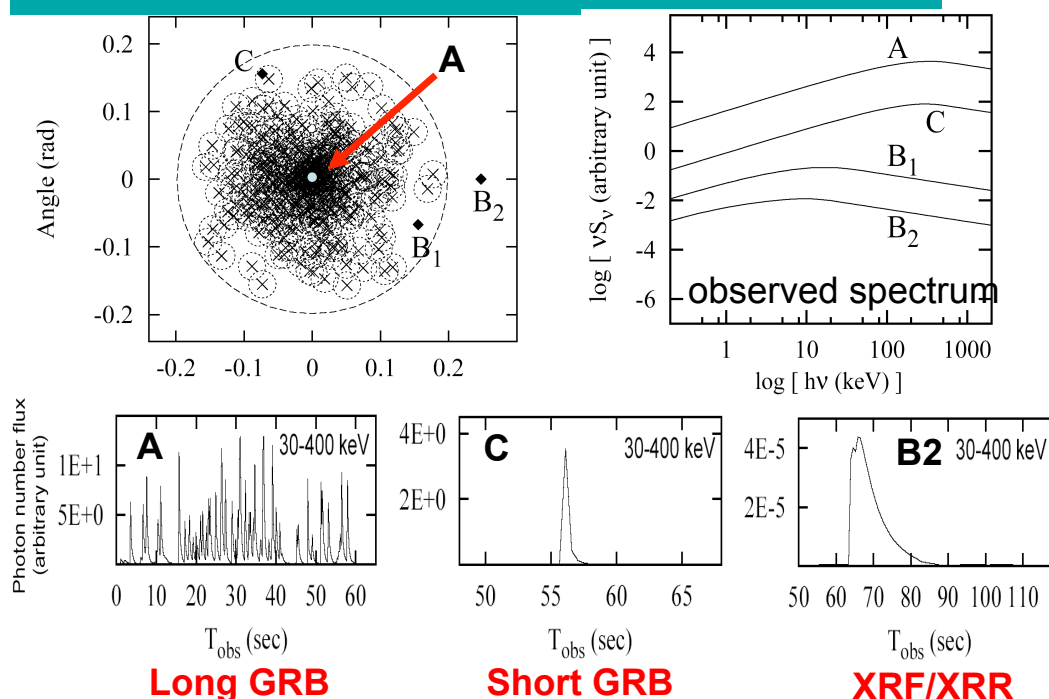 0.2
0.1
0
-0.1
-0.2
Angle (rad)
C
A
B2
B1
-0.2 -0.1 0 0.1 0.2
4
2
0
-2
-4
-6
log [ νSν (arbitrary unit) ]
A
C
B1
B2
observed spectrum
1 10 100 1000
log [ hν (keV) ]
Photon number flux
(arbitrary unit)
1E+1
5E+0
A
30-400 keV
0 10 20 30 40 50 60
Tobs (sec)
Long GRB
4E+0
2E+0
C
30-400 keV
50 55 60 65
Tobs (sec)
Short GRB
4E-5
2E-5
B2 30-400 keV
50 60 70 80 90 100 110
Tobs (sec)
XRF/XRR